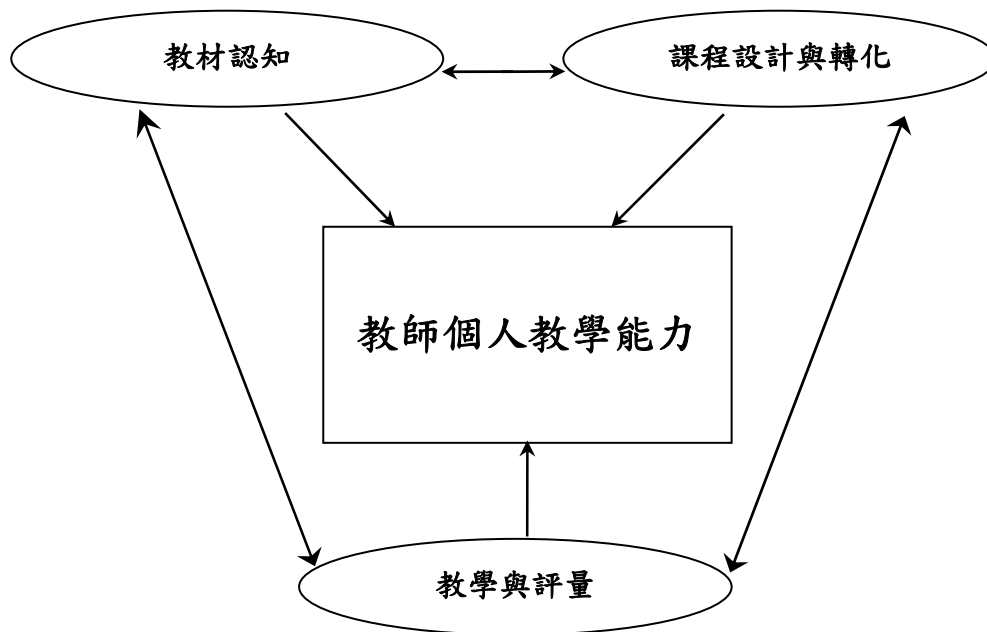 教材認知
課程設計與轉化
教師個人教學能力
教學與評量